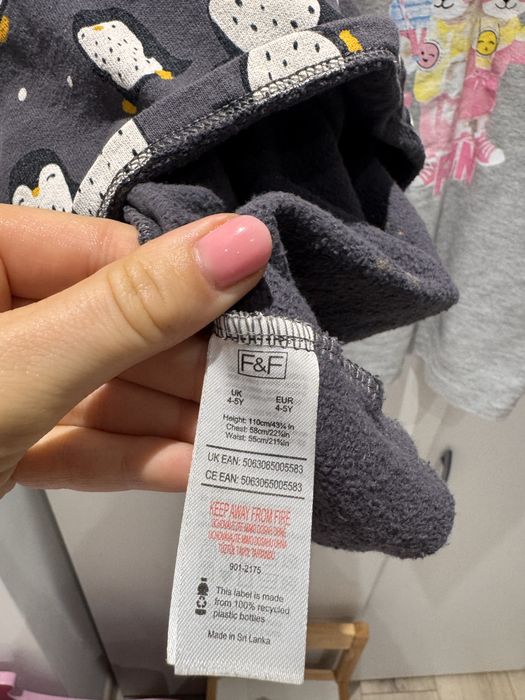 F&F
UK EUR
4-5Y 4-5Y
Height: 110cm/43¼ in
Chest: 58cm/22¾in
Waist: 55cm/21¾in
UK EAN: 5063085005583
CE EAN: 5063065005583
KEEP AWAY FROM FIRE
901-2175
This label is made
from 100% recycled
plastic bottles
Made in Sri Lanka